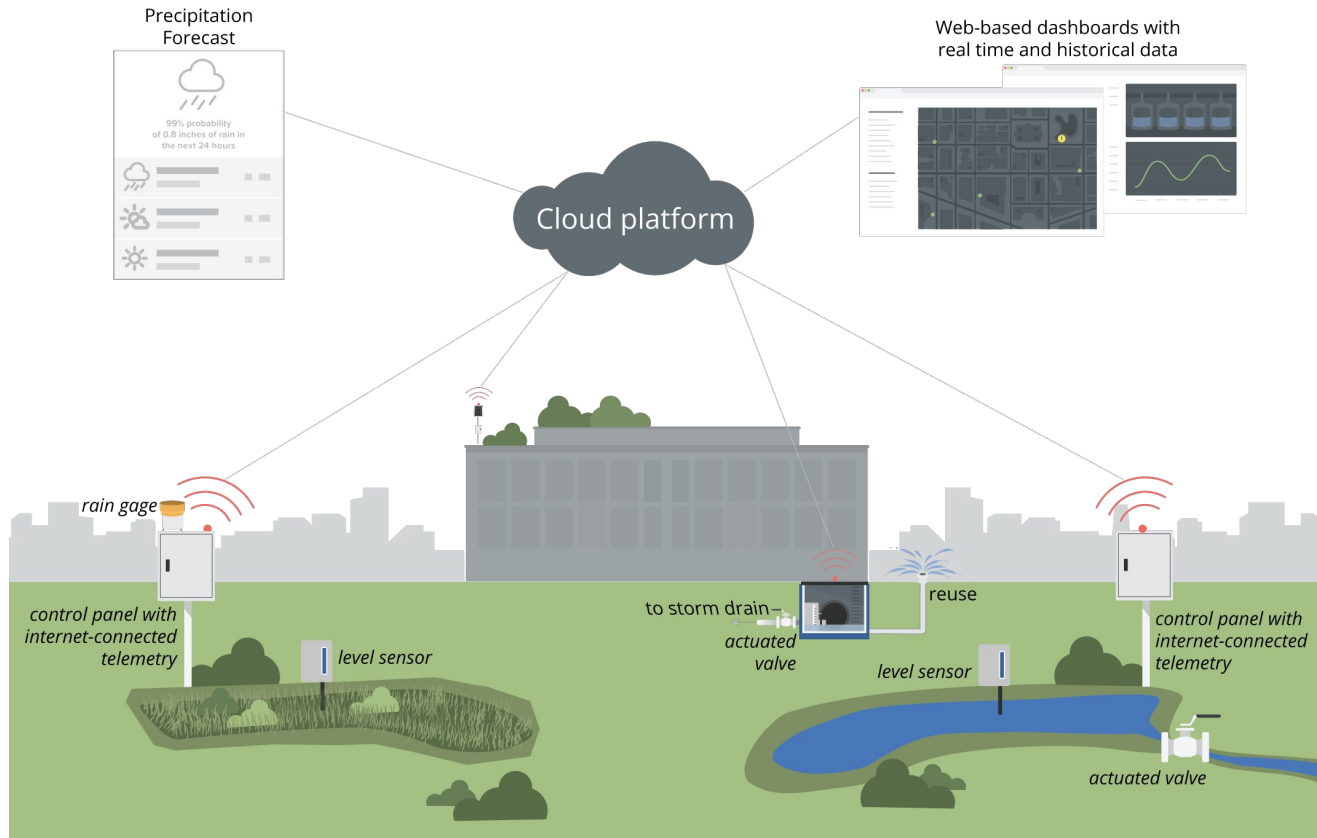 Precipitation
Forecast
99% probability
of 0.8 inches of rain in
the next 24 hours
Web-based dashboards with
real time and historical data
Cloud platform
rain gage
control panel with
internet-connected
telemetry
level sensor
to storm drain
actuated
valve
reuse
level sensor
control panel with
internet-connected
telemetry
actuated valve